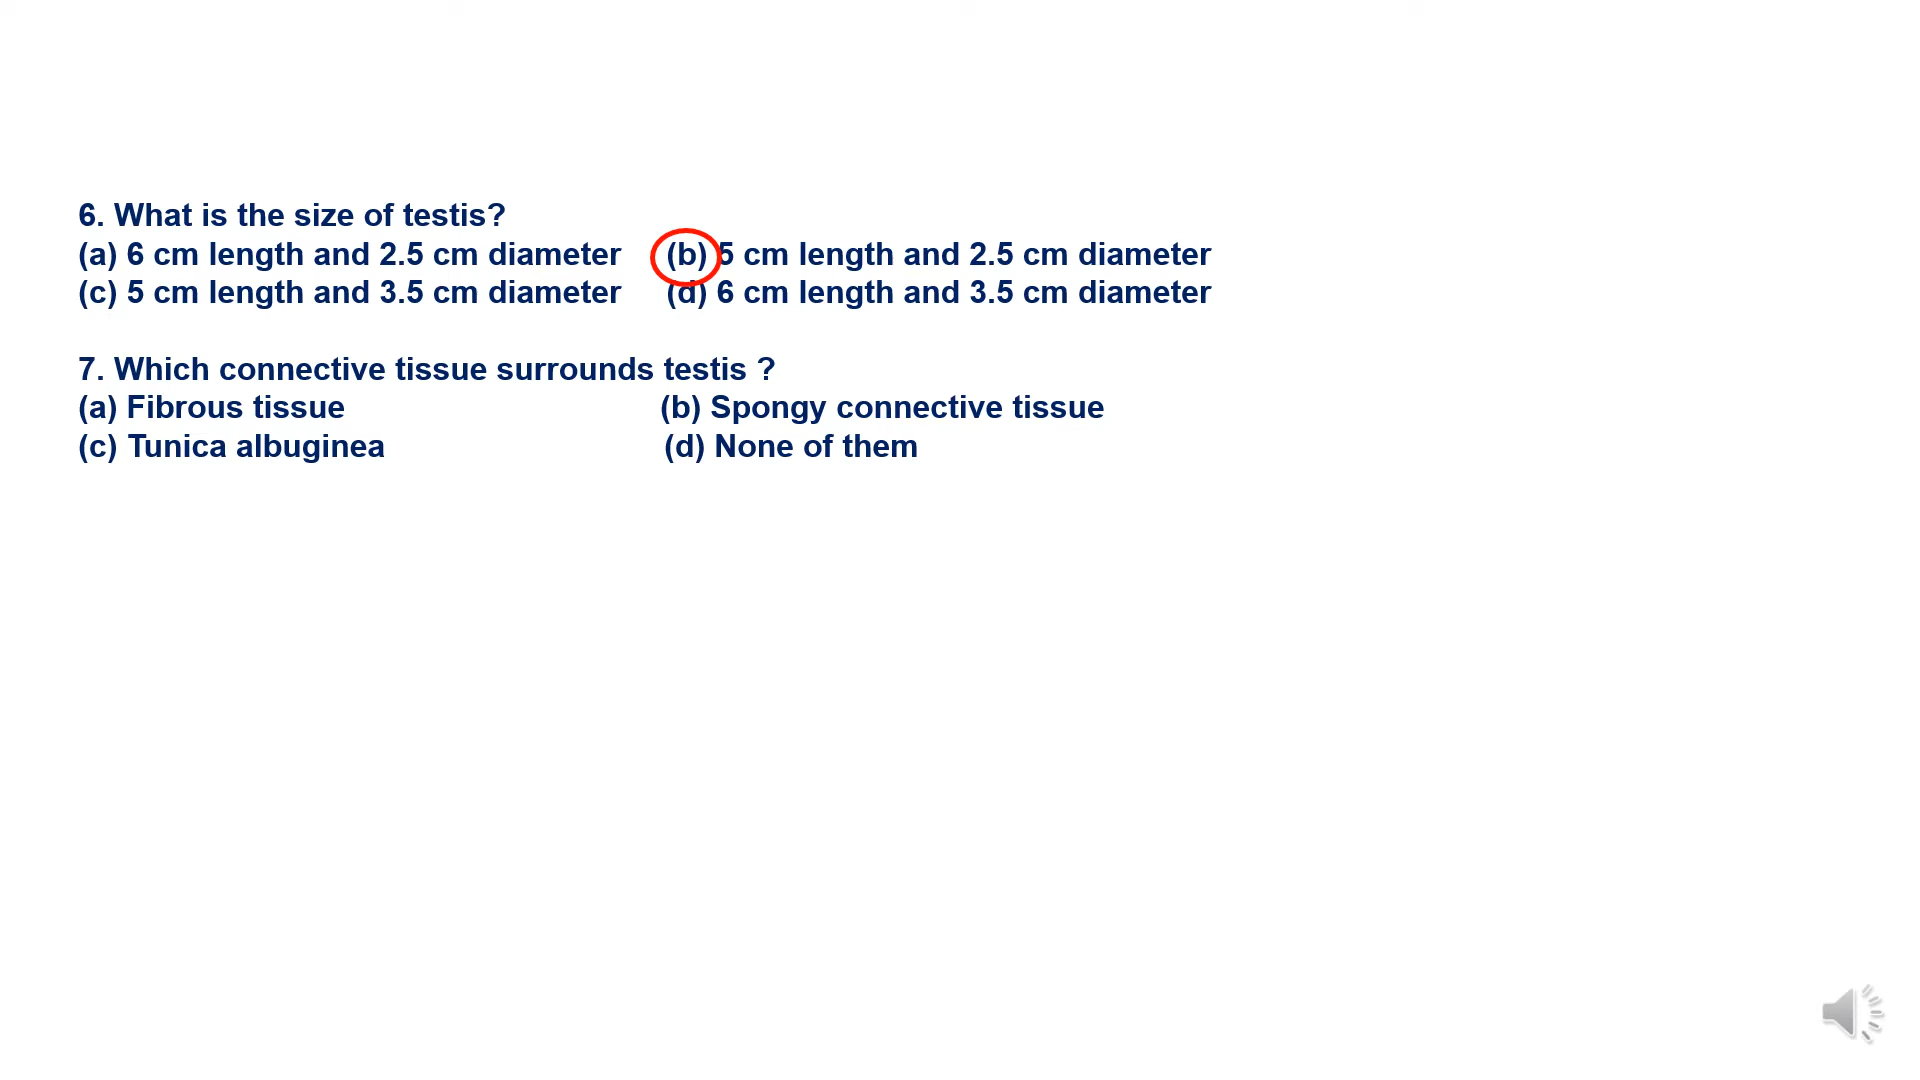 6. What is the size of testis?
(a) 6 cm length and 2.5 cm diameter (b) 5 cm length and 2.5 cm diameter
(c) 5 cm length and 3.5 cm diameter (d) 6 cm length and 3.5 cm diameter
7. Which connective tissue surrounds testis ?
(a) Fibrous tissue (b) Spongy connective tissue
(c) Tunica albuginea (d) None of them